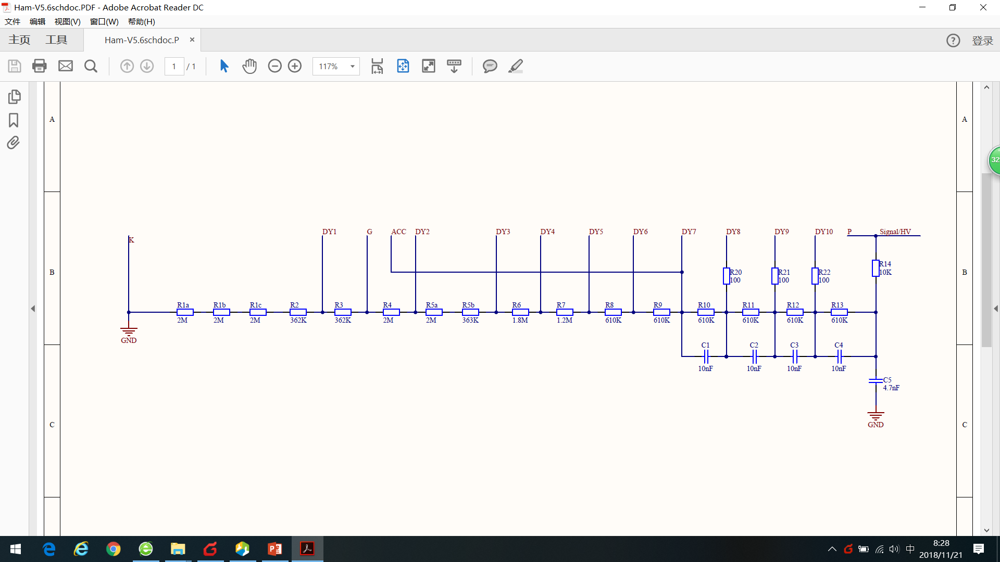 Ham-V5.6schdoc.PDF - Adobe Acrobat Reader DC
文件 编辑 视图(V) 窗口(W) 帮助(H)
主页 工具 Ham-V5.6schdoc.P × ? 登录
1 / 1 117%
A A
32
DY1 G ACC DY2 DY3 DY4 DY5 DY6 DY7 DY8 DY9 DY10 P Signal/HV
K
R14
10K
B R20 R21 R22 B
100 100 100
R1a R1b R1c R2 R3 R4 R5a R5b R6 R7 R8 R9 R10 R11 R12 R13
2M 2M 2M 362K 362K 2M 2M 363K 1.8M 1.2M 610K 610K 610K 610K 610K 610K
GND
C1 C2 C3 C4
10nF 10nF 10nF 10nF
C5
4.7nF
GND
C C
中 8:28
2018/11/21